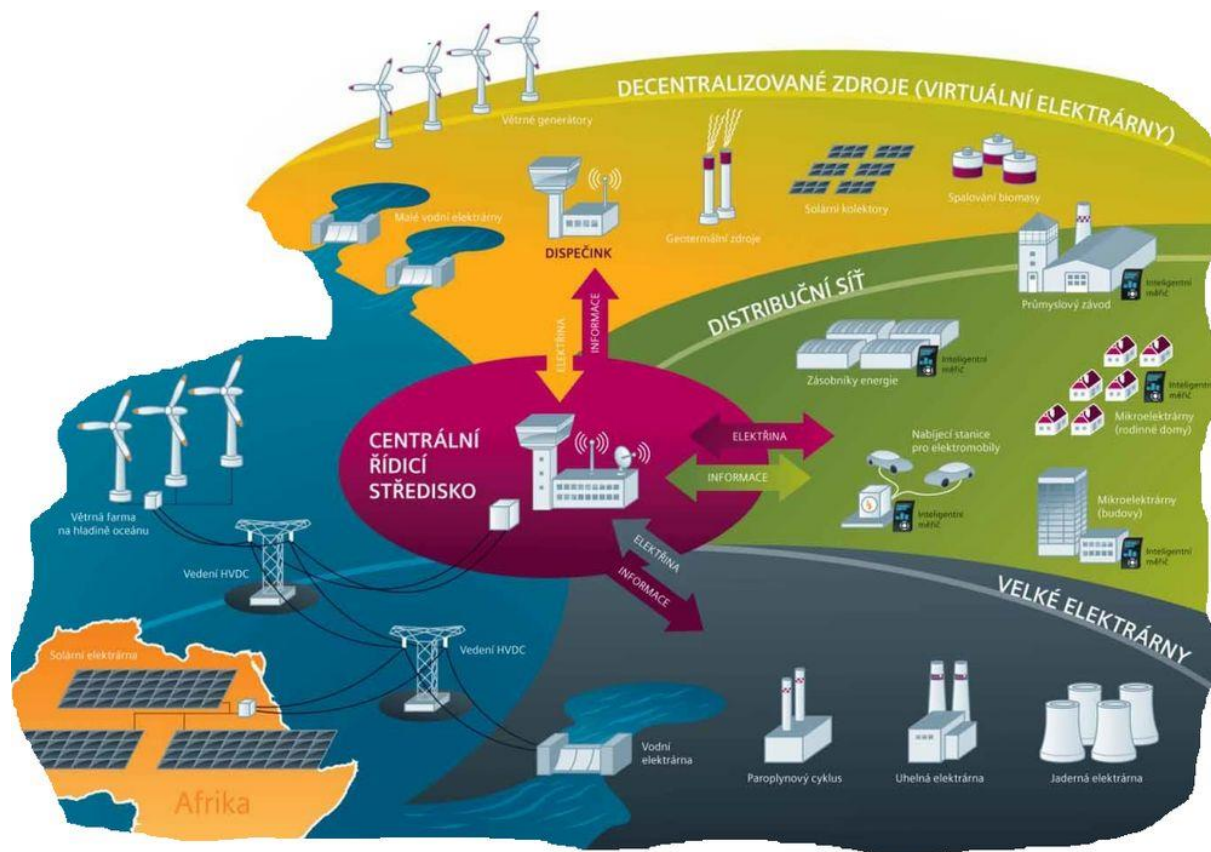 DECENTRALIZOVANÉ ZDROJE (VIRTUÁLNÍ ELEKTRÁRNY)
Větrné generátory
Malé vodní elektrárny
DISPEČINK
Geotermální zdroje
Solární kolektory
Spalování biomasy
DISTRIBUČNÍ SÍŤ
Průmyslový závod
Inteligentní
měřič
Zásobníky energie
Inteligentní
měřič
Mikroelektrárny
(rodinné domy)
Inteligentní
měřič
Nabíjecí stanice
pro elektromobily
Inteligentní
měřič
Mikroelektrárny
(budovy)
Inteligentní
měřič
ELEKTŘINA
INFORMACE
CENTRÁLNÍ
ŘÍDICÍ
STŘEDISKO
ELEKTŘINA
INFORMACE
ELEKTŘINA
INFORMACE
Větrná farma
na hladině oceánu
Vedení HVDC
Vedení HVDC
Solární elektrárna
Afrika
VELKÉ ELEKTRÁRNY
Vodní
elektrárna
Paroplynový cyklus
Uhelná elektrárna
Jaderná elektrárna